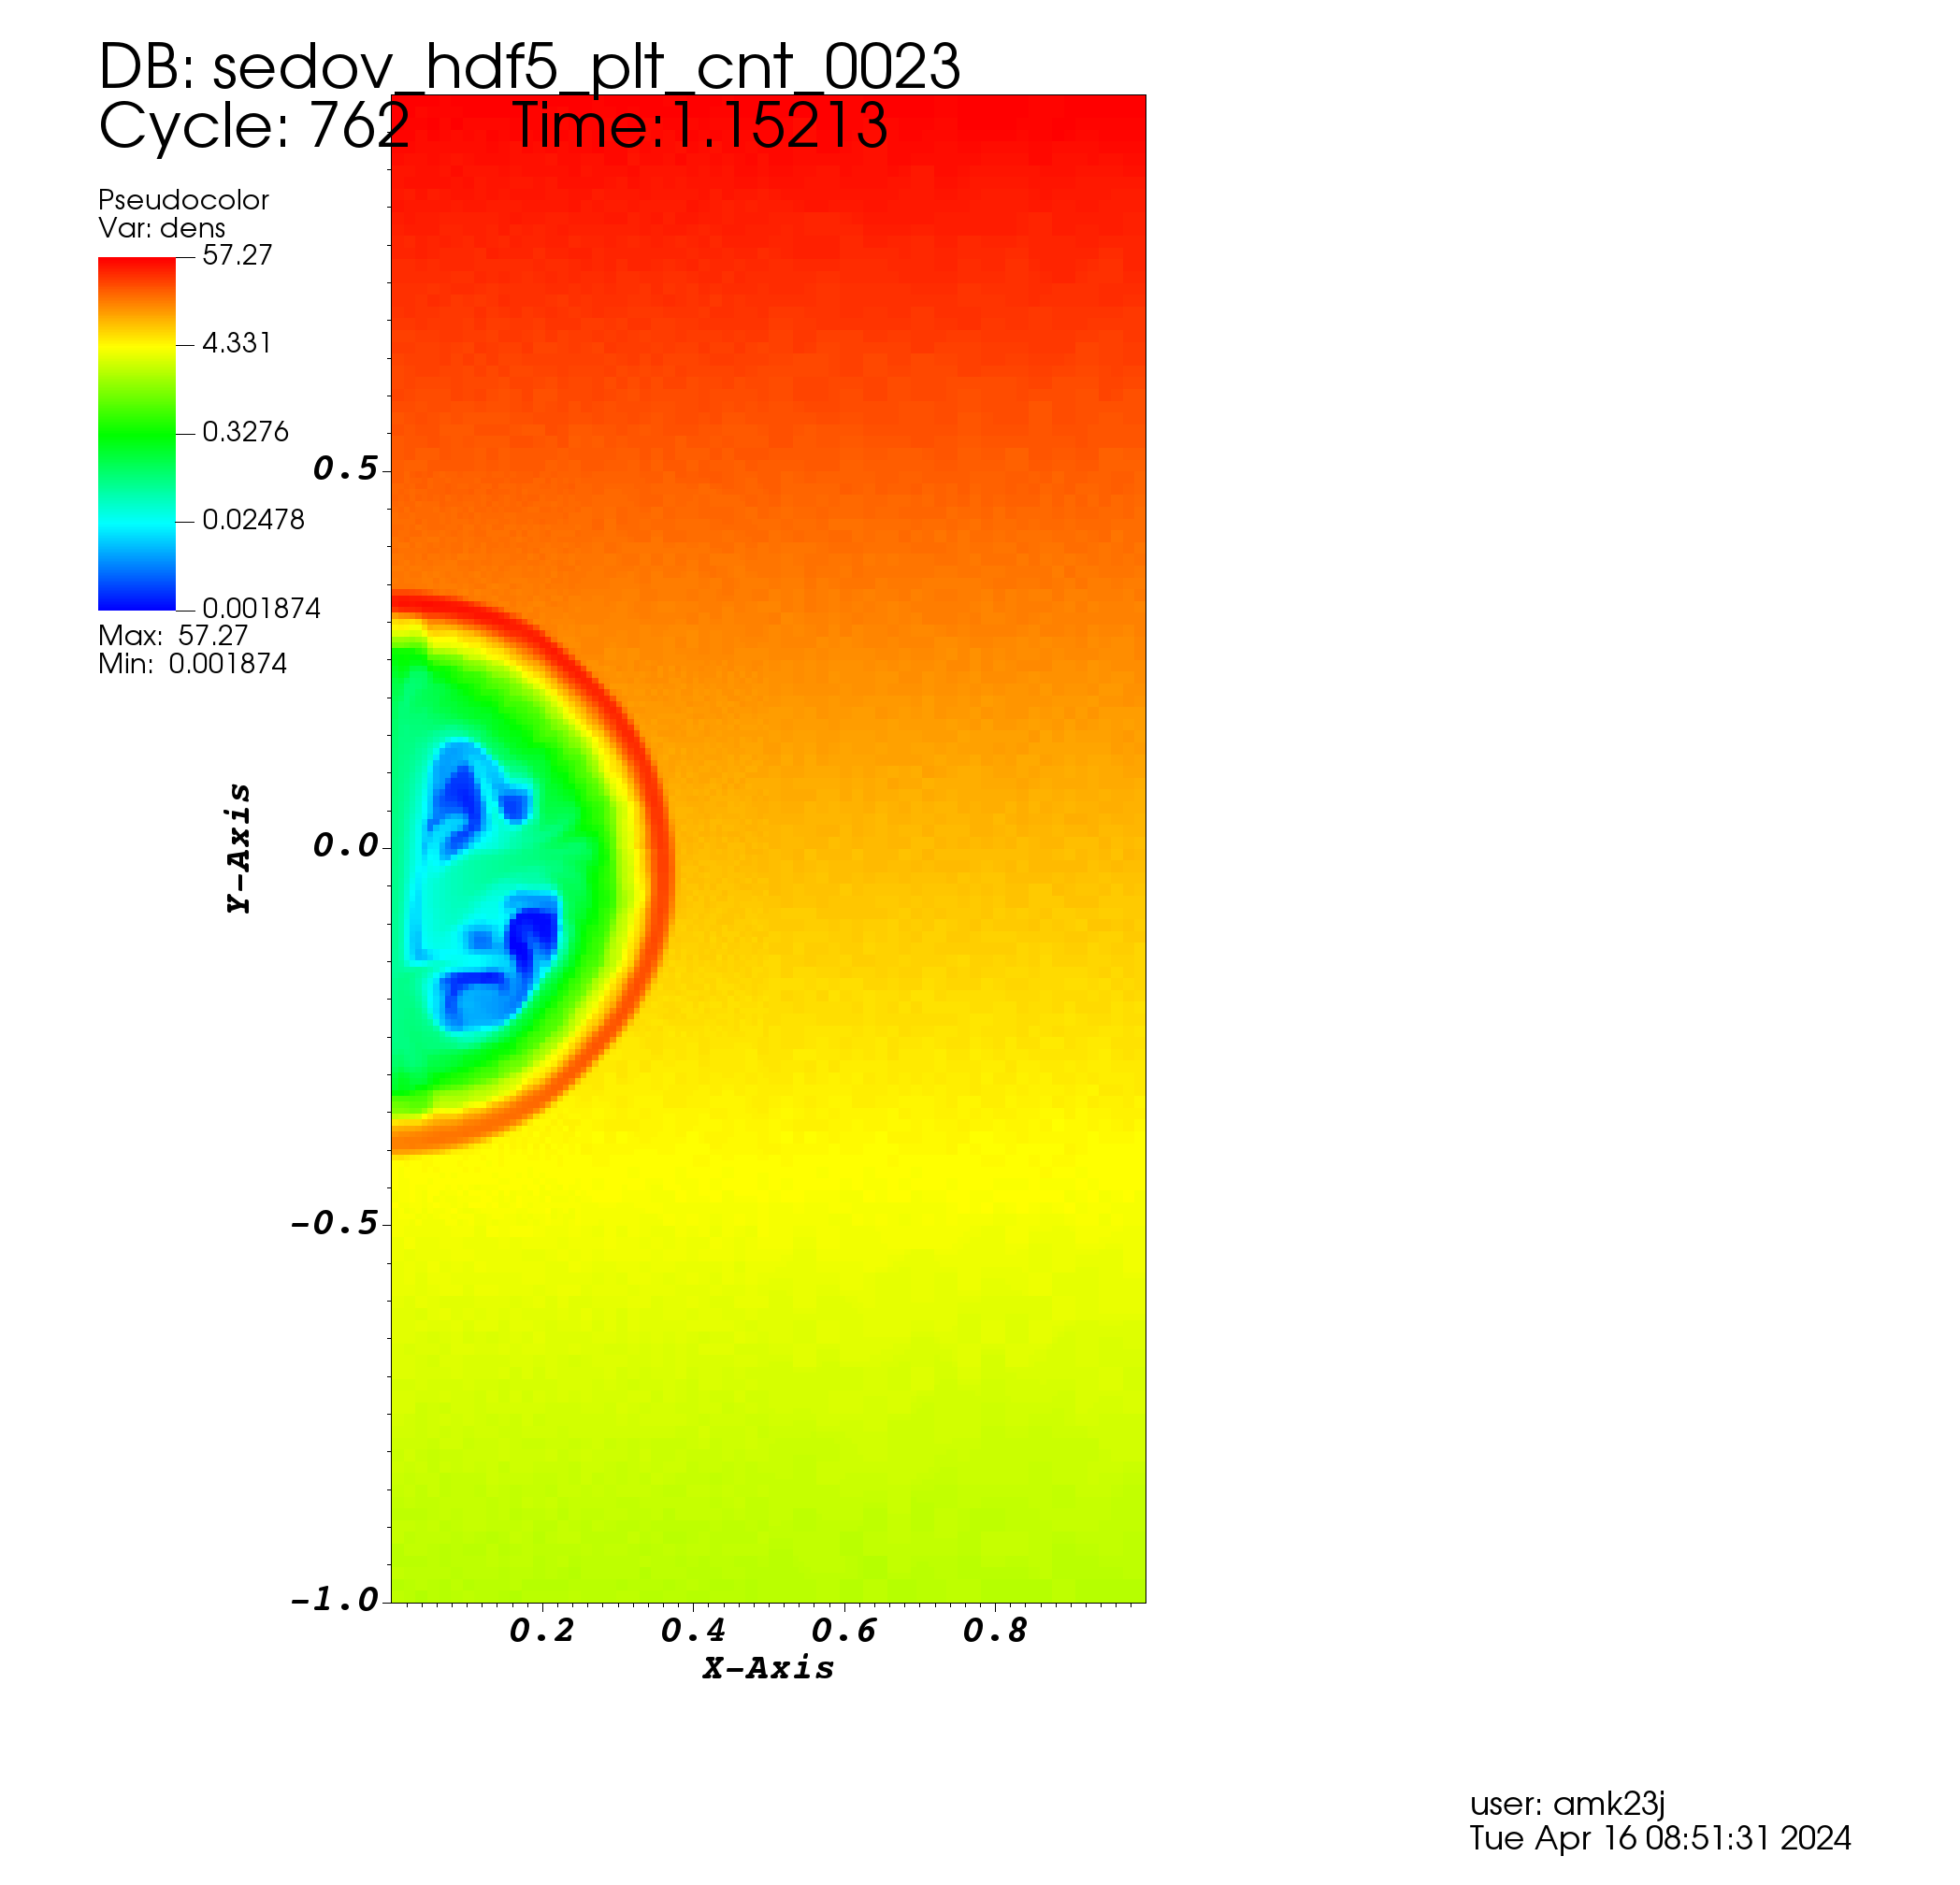 DB: sedov_hdf5_plt_cnt_0023
Cycle: 762 Time:1.15213
Pseudocolor
Var: dens
57.27
4.331
0.3276
0.02478
0.001874
Max: 57.27
Min: 0.001874
0.5
0.0
-0.5
-1.0
Y-Axis
0.2 0.4 0.6 0.8
X-Axis
user: amk23j
Tue Apr 16 08:51:31 2024